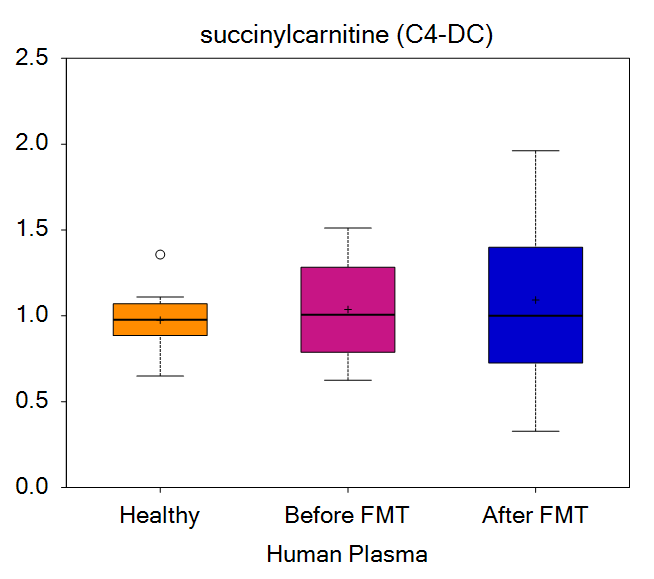 succinylcarnitine (C4-DC)
2.5
2.0
1.5
1.0
0.5
0.0
Healthy Before FMT After FMT
Human Plasma